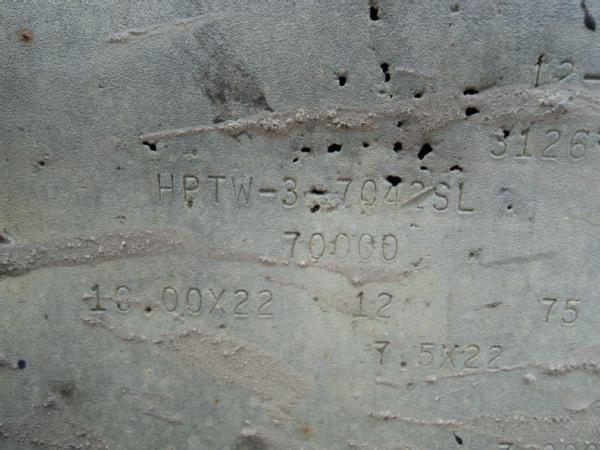 12-
3126
HPTW-3-7042SL
70000
10.00X22 12 75
7.5X22